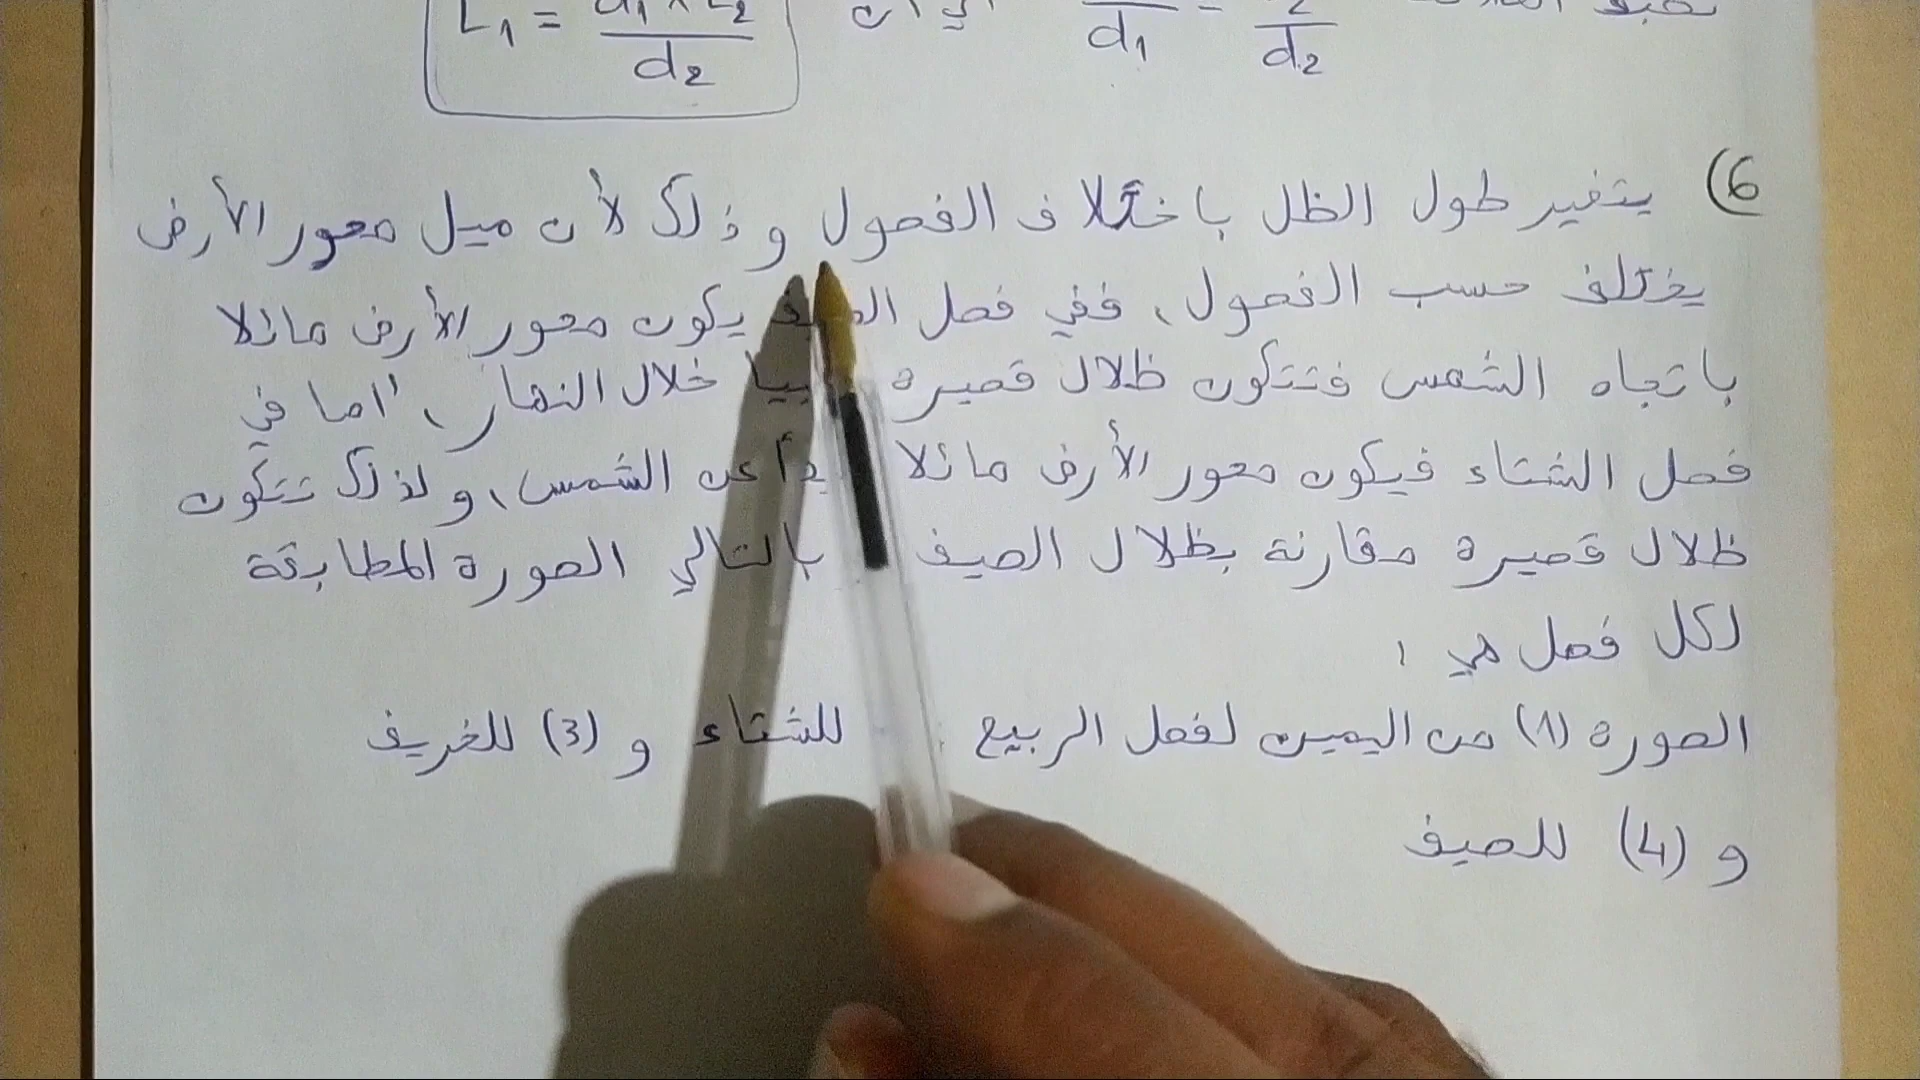 d1 d2 L1 = d1 × L2 / d2
6) يتغير طول الظل باختلاف الفصول وذلك لأن ميل محور الأرض
يختلف حسب الفصول، ففي فصل يكون محور الأرض مائلا
باتجاه الشمس فتتكون ظلال قصيرة خلال النهار، اما في
فصل الشتاء فيكون محور الأرض مائلا عن الشمس، ولذلك تتكون
ظلال قصيرة مقارنة بظلال الصيف بالتالي الصورة المطابقة
لكل فصل هي :
الصورة (1) من اليمين لفصل الربيع للشتاء و (3) للخريف
و (4) للصيف